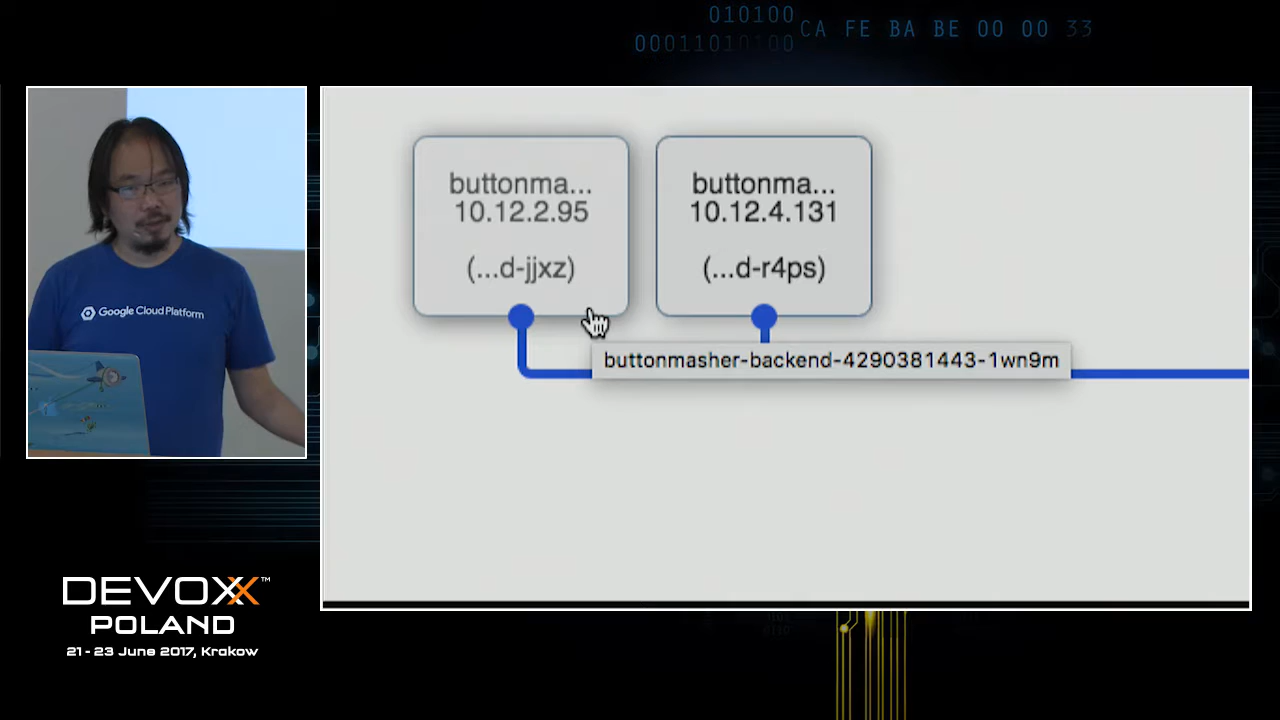 010100
00011010100
CA FE BA BE 00 00 33
buttonma...
10.12.2.95
(...d-jjxz)
buttonma...
10.12.4.131
(...d-r4ps)
buttonmasher-backend-4290381443-1wn9m
Google Cloud Platform
DEVOXX™
POLAND
21 - 23 June 2017, Krakow